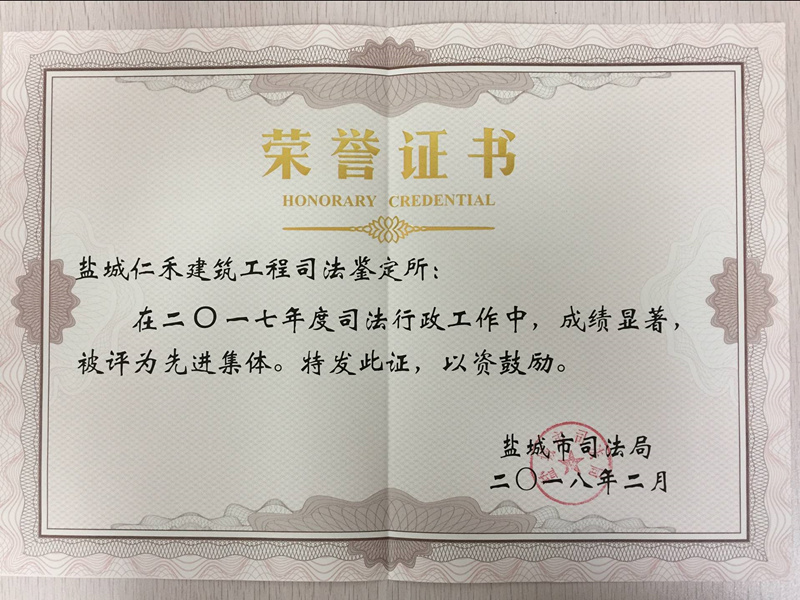 荣誉证书
HONORARY CREDENTIAL
盐城仁禾建筑工程司法鉴定所：
在二〇一七年度司法行政工作中，成绩显著，
被评为先进集体。特发此证，以资鼓励。
盐城市司法局
二〇一八年二月